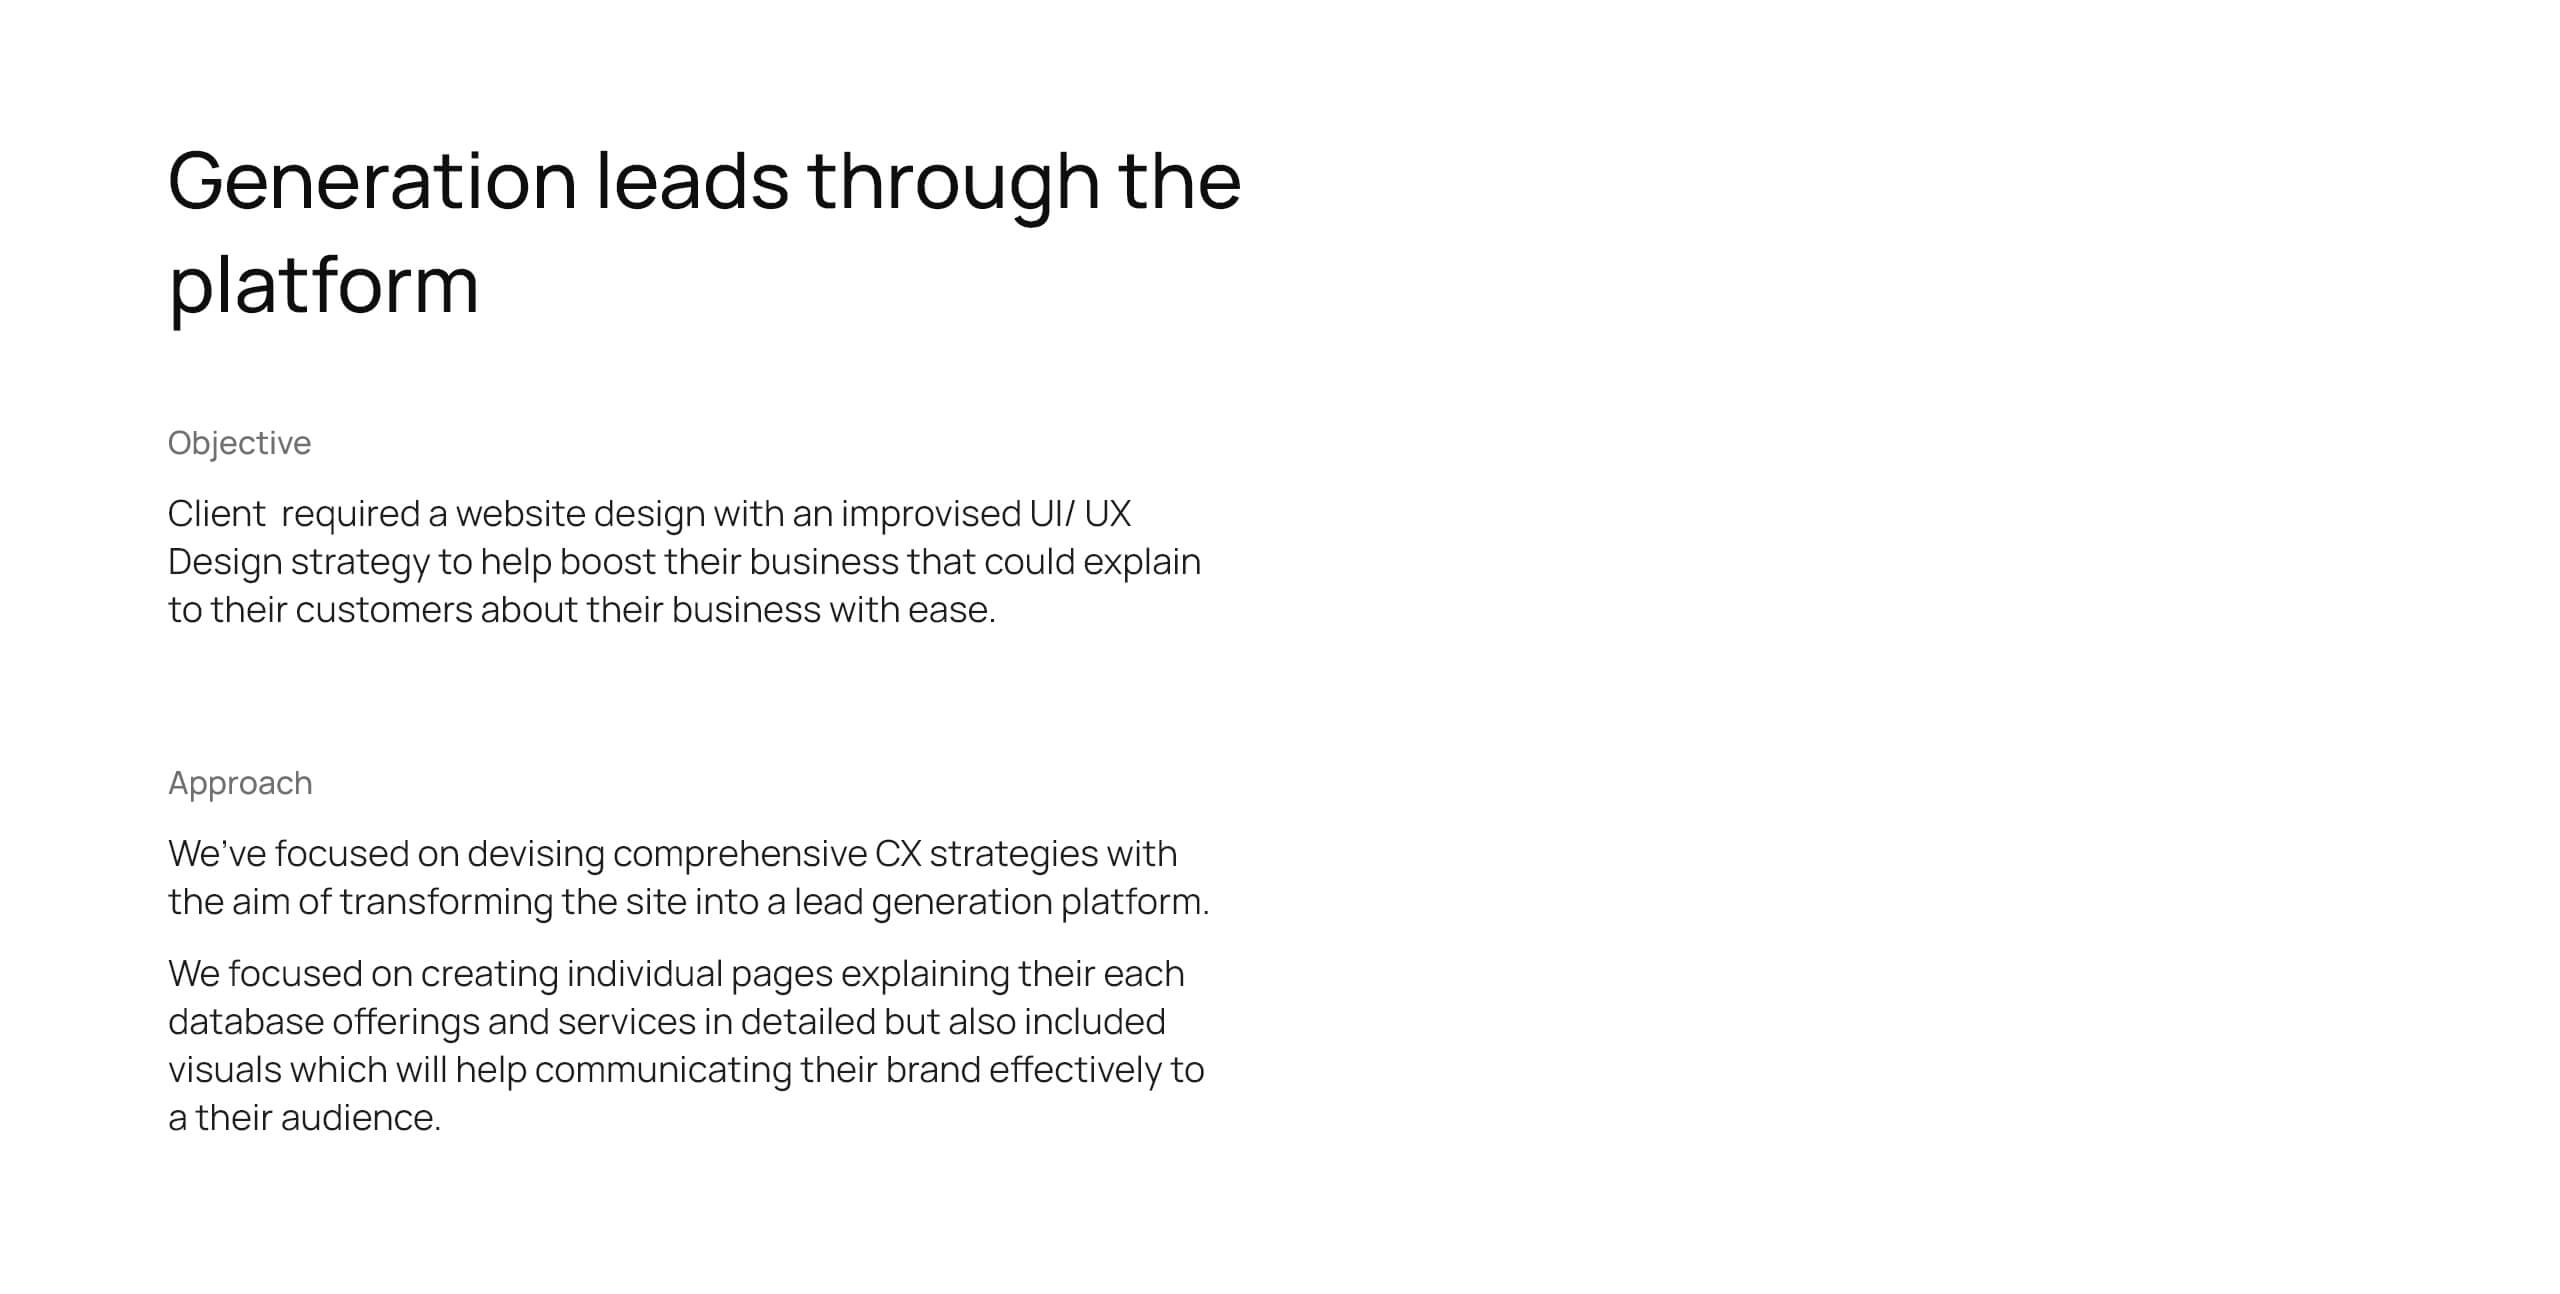 Generation leads through the
platform
Objective
Client  required a website design with an improvised UI/ UX
Design strategy to help boost their business that could explain
to their customers about their business with ease.
Approach
We’ve focused on devising comprehensive CX strategies with
the aim of transforming the site into a lead generation platform.
We focused on creating individual pages explaining their each
database offerings and services in detailed but also included
visuals which will help communicating their brand effectively to
a their audience.